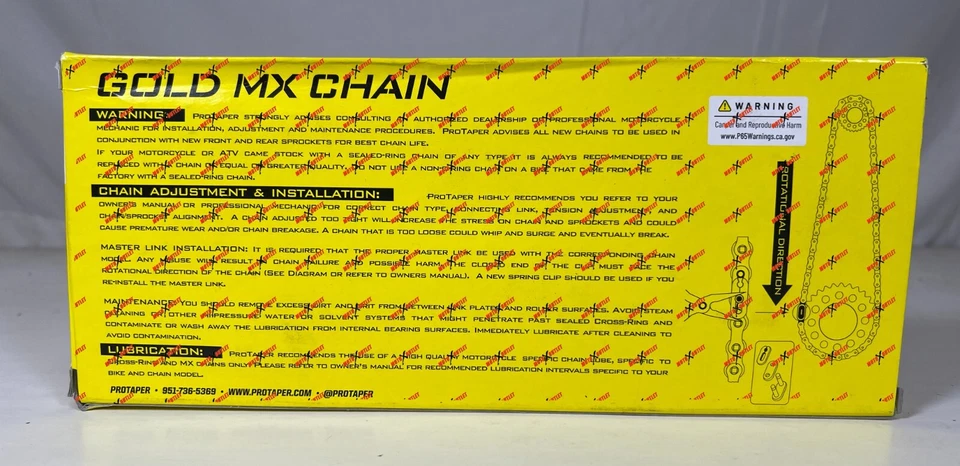 GOLD MX CHAIN
WARNING: PROTAPER STRONGLY ADVISES CONSULTING AN AUTHORIZED DEALERSHIP OR PROFESSIONAL MOTORCYCLE
MECHANIC FOR INSTALLATION, ADJUSTMENT AND MAINTENANCE PROCEDURES. PROTAPER ADVISES ALL NEW CHAINS TO BE USED IN
CONJUNCTION WITH NEW FRONT AND REAR SPROCKETS FOR BEST CHAIN LIFE.
IF YOUR MOTORCYCLE OR ATV CAME STOCK WITH A SEALED-RING CHAIN OF ANY TYPE IT IS ALWAYS RECOMMENDED TO BE
REPLACED WITH A CHAIN OF EQUAL OR GREATER QUALITY. DO NOT USE A NON-RING CHAIN ON A BIKE THAT CAME FROM THE
FACTORY WITH A SEALED-RING CHAIN.
CHAIN ADJUSTMENT & INSTALLATION: PROTAPER HIGHLY RECOMMENDS YOU REFER TO YOUR
OWNER'S MANUAL OR PROFESSIONAL MECHANIC FOR CORRECT CHAIN TYPE, CONNECTING LINK, TENSION ADJUSTMENT, AND
CHAIN/SPROCKET ALIGNMENT. A CHAIN ADJUSTED TOO TIGHT WILL INCREASE THE STRESS ON CHAIN AND SPROCKETS AND COULD
CAUSE PREMATURE WEAR AND/OR CHAIN BREAKAGE. A CHAIN THAT IS TOO LOOSE COULD WHIP AND SURGE AND EVENTUALLY BREAK.
MASTER LINK INSTALLATION: IT IS REQUIRED THAT THE PROPER MASTER LINK BE USED WITH THE CORRESPONDING CHAIN
MODEL. ANY MISUSE WILL RESULT IN CHAIN FAILURE AND POSSIBLE HARM. THE CLOSED END OF THE CLIP MUST FACE THE
ROTATIONAL DIRECTION OF THE CHAIN (SEE DIAGRAM OR REFER TO OWNERS MANUAL). A NEW SPRING CLIP SHOULD BE USED IF YOU
RE-INSTALL THE MASTER LINK.
MAINTENANCE: YOU SHOULD REMOVE EXCESS DIRT AND GRIT FROM BETWEEN LINK PLATES AND ROLLER SURFACES. AVOID STEAM
CLEANING OR OTHER HI-PRESSURE WATER OR SOLVENT SYSTEMS THAT MIGHT PENETRATE PAST SEALED CROSS-RING AND
CONTAMINATE OR WASH AWAY THE LUBRICATION FROM INTERNAL BEARING SURFACES. IMMEDIATELY LUBRICATE AFTER CLEANING TO
AVOID CONTAMINATION.
LUBRICATION: PROTAPER RECOMMENDS THE USE OF A HIGH QUALITY MOTORCYCLE SPECIFIC CHAIN LUBE, SPECIFIC TO
CROSS-RING AND MX CHAINS ONLY. PLEASE REFER TO OWNER'S MANUAL FOR RECOMMENDED LUBRICATION INTERVALS SPECIFIC TO YOUR
BIKE AND CHAIN MODEL.
PROTAPER • 951-736-5369 • WWW.PROTAPER.COM • @PROTAPER
WARNING
Cancer and Reproductive Harm
www.P65Warnings.ca.gov
ROTATIONAL DIRECTION